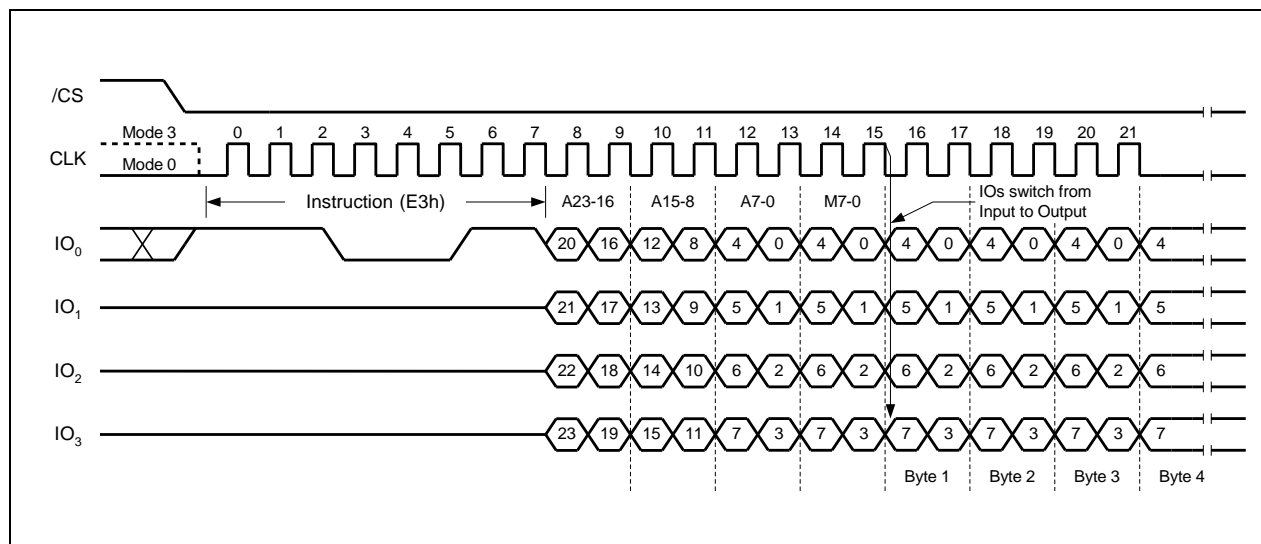 /CS
Mode 3
0 1 2 3 4 5 6 7 8 9 10 11 12 13 14 15 16 17 18 19 20 21
CLK
Mode 0
Instruction (E3h)
A23-16 A15-8 A7-0 M7-0
IOs switch from
Input to Output
IO0 20 16 12 8 4 0 4 0 4 0 4 0 4 0 4
IO1 21 17 13 9 5 1 5 1 5 1 5 1 5 1 5
IO2 22 18 14 10 6 2 6 2 6 2 6 2 6 2 6
IO3 23 19 15 11 7 3 7 3 7 3 7 3 7 3 7
Byte 1 Byte 2 Byte 3 Byte 4